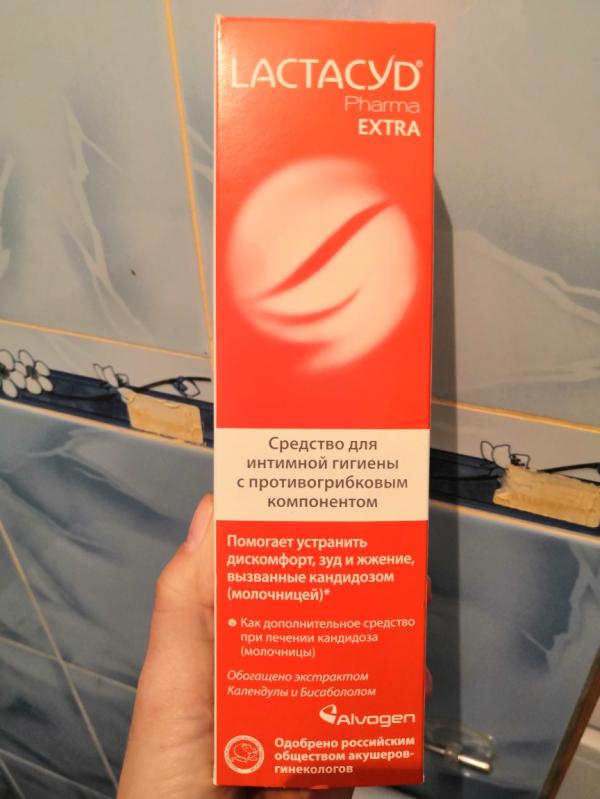 LACTACYD®
Pharma
EXTRA
Средство для
интимной гигиены
с противогрибковым
компонентом
Помогает устранить
дискомфорт, зуд и жжение,
вызванные кандидозом
(молочницей)*
Как дополнительное средство
при лечении кандидоза
(молочницы)
Обогащено экстрактом
Календулы и Бисабололом
Alvogen
Одобрено российским
обществом акушеров-
гинекологов